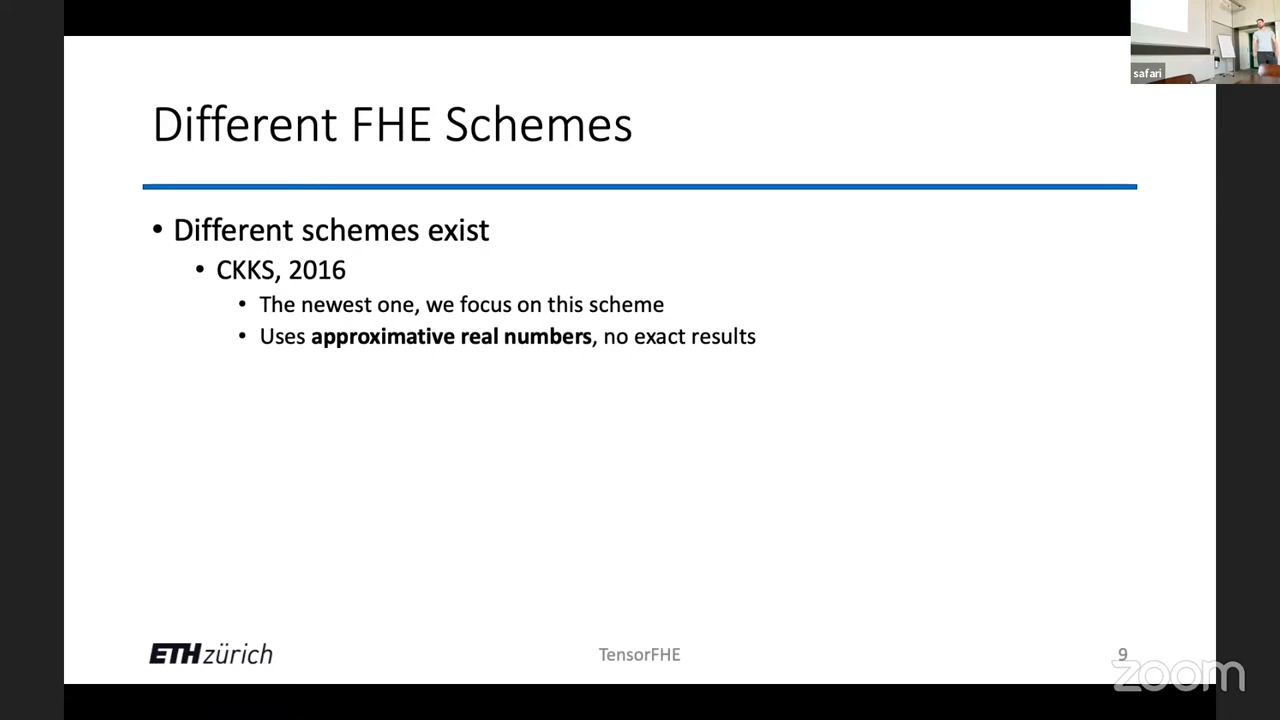 safari
Different FHE Schemes
• Different schemes exist
• CKKS, 2016
• The newest one, we focus on this scheme
• Uses approximative real numbers, no exact results
ETH zürich
TensorFHE
9
zoom